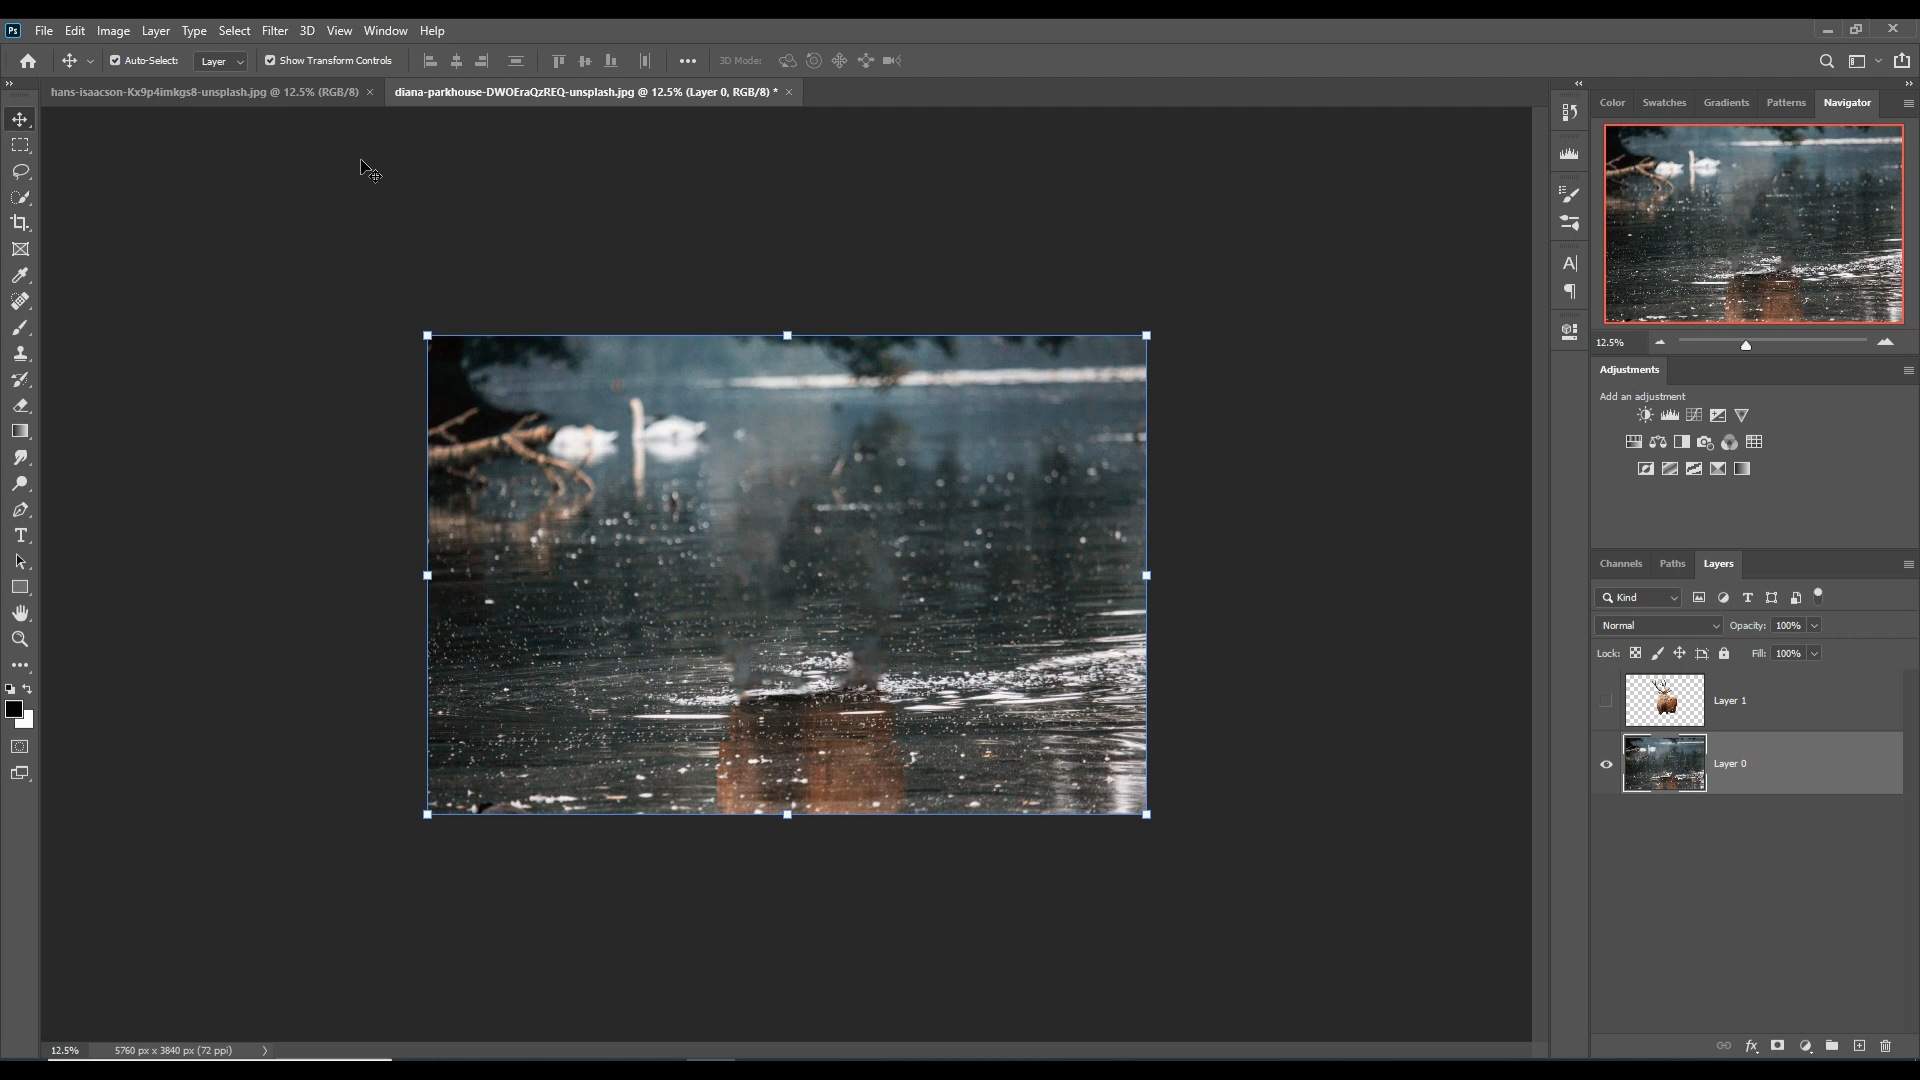 Ps File Edit Image Layer Type Select Filter 3D View Window Help
Auto-Select: Layer Show Transform Controls 3D Mode:
hans-isaacson-Kx9p4imkgs8-unsplash.jpg @ 12.5% (RGB/8) diana-parkhouse-DWOEraQzREQ-unsplash.jpg @ 12.5% (Layer 0, RGB/8) *
Color Swatches Gradients Patterns Navigator
12.5%
Adjustments
Add an adjustment
Channels Paths Layers
Kind
Normal Opacity: 100%
Lock: Fill: 100%
Layer 1
Layer 0
12.5% 5760 px x 3840 px (72 ppi)